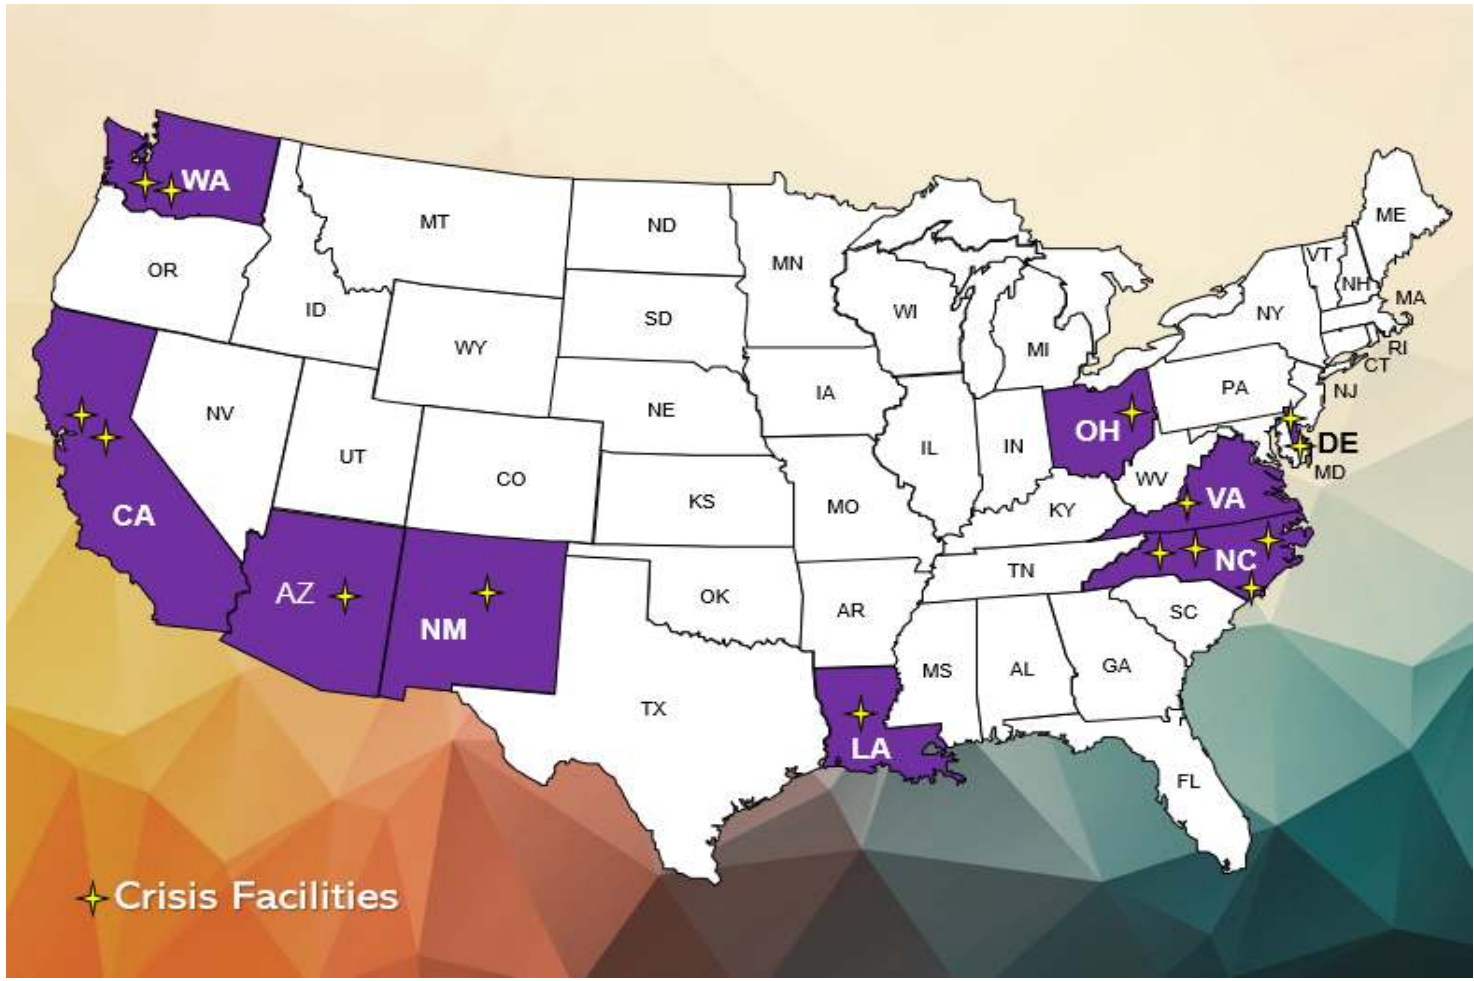 WA
MT
ND
MN
ME
OR
ID
SD
WI
VT
NH
MA
NY
WY
MI
RI
CT
NV
NE
IA
PA
NJ
UT
CO
IL
IN
OH
DE
MD
CA
KS
MO
WV
VA
KY
AZ
NM
OK
AR
TN
NC
SC
TX
LA
MS
AL
GA
FL
Crisis Facilities